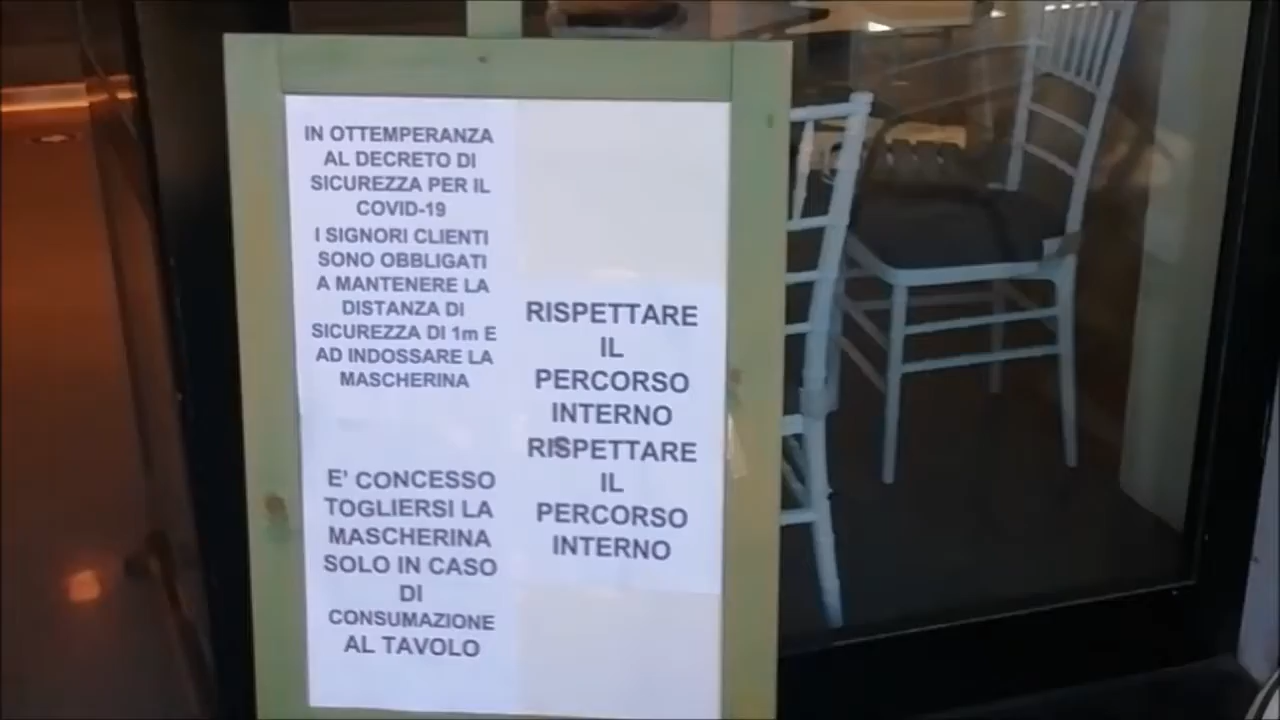 IN OTTEMPERANZA
AL DECRETO DI
SICUREZZA PER IL
COVID-19
I SIGNORI CLIENTI
SONO OBBLIGATI
A MANTENERE LA
DISTANZA DI
SICUREZZA DI 1m E
AD INDOSSARE LA
MASCHERINA
E' CONCESSO
TOGLIERSI LA
MASCHERINA
SOLO IN CASO
DI
CONSUMAZIONE
AL TAVOLO
RISPETTARE
IL
PERCORSO
INTERNO
RISPETTARE
IL
PERCORSO
INTERNO